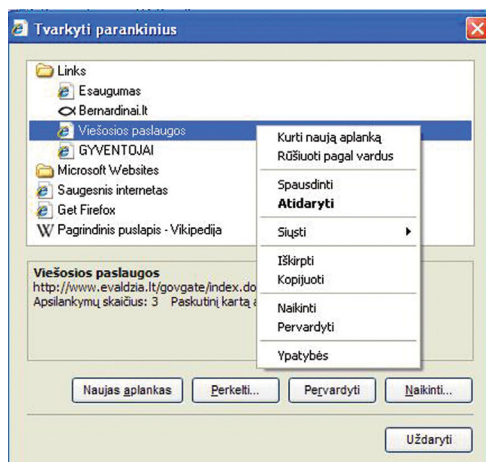 Tvarkyti parankinius
Links
Esaugumas
Bernardinai.lt
Viešosios paslaugos
GYVENTOJAI
Microsoft Websites
Saugesnis internetas
Get Firefox
Pagrindinis puslapis - Vikipedija
Kurti naują aplanką
Rūšiuoti pagal vardus
Spausdinti
Atidaryti
Siųsti
Iškirpti
Kopijuoti
Naikinti
Pervardyti
Ypatybės
Viešosios paslaugos
http://www.evaldzia.lt/govgate/index.do
Apsilankymų skaičius: 3 Paskutinį kartą a
Naujas aplankas
Perkelti...
Pervardyti
Naikinti...
Uždaryti